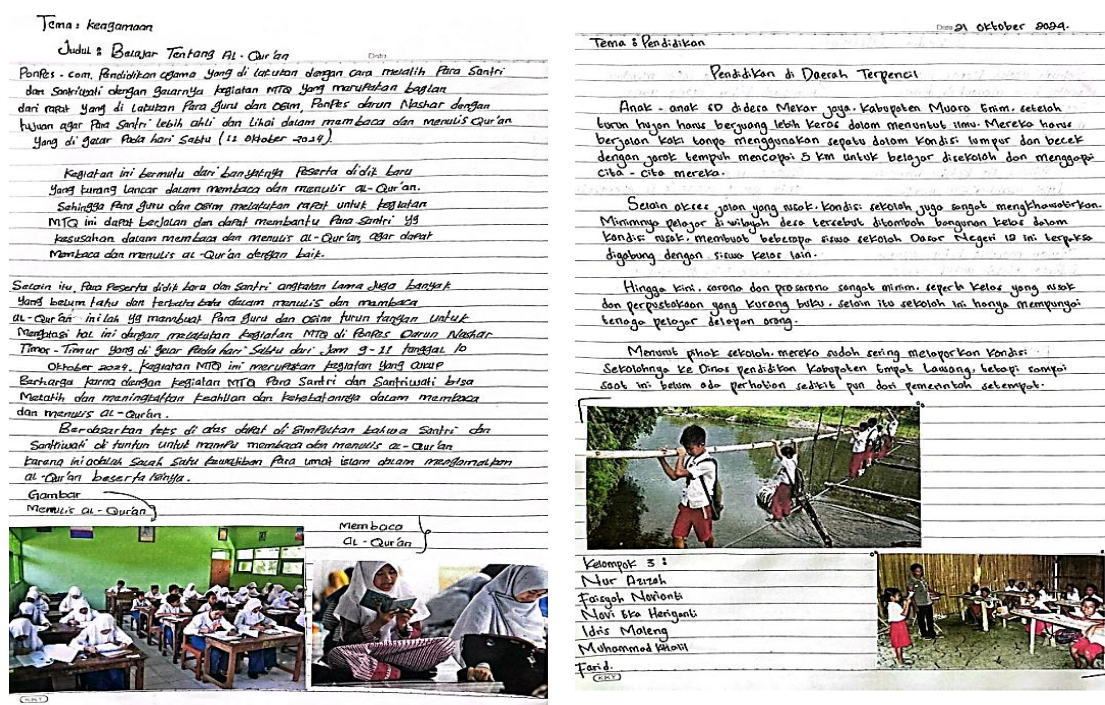 Tema : keagamaan
Judul : Belajar Tentang AL-Qur'an
Date
PonPes - com. Pendidikan agama yang di lakukan dengan cara melatih Para Santri
dan Santriwati dengan gelarnya kegiatan MTQ yang merupakan bagian
dari rapat yang di lakukan Para guru dan osim, PonPes darun Nashar dengan
tujuan agar Para Santri lebih ahli dan Lihai dalam membaca dan menulis Qur'an
yang di gelar Pada hari Sabtu (11 oktober 2024).
Kegiatan ini bermula dari banyaknya Peserta didik baru
yang kurang lancar dalam membaca dan menulis al-Qur'an.
Sehingga Para guru dan osim melakukan rapat untuk kegiatan
MTQ ini dapat berjalan dan dapat membantu Para Santri yg
kesusahan dalam membaca dan menulis al-Qur'an, agar dapat
Membaca dan menulis al-Qur'an dengan baik.
Selain itu, Para Peserta didik baru dan santri angkatan Lama Juga banyak
yang belum tahu dan terbata bata dalam menulis dan mambaca
al-Qur'an inilah yg mambuat Para guru dan osim turun tangan untuk
Mengatasi hal ini dengan melakukan kegiatan MTQ di PonPes Darun Nashar
Timor-Timur yang di gelar Pada hari Sabtu dari Jam 9-11 tanggal 10
Oktober 2024. kegiatan MTQ ini merupakan kegiatan yang cukup
Berharga karna dengan kegiatan MTQ Para Santri dan Santriwati bisa
Melatih dan meningkatkan keahlian dan kehebatannya dalam membaca
dan menulis al-Qur'an.
Berdasarkan teks di atas dapat di simpulkan bahwa Santri dan
Santriwati di tuntun untuk mampu membaca dan menulis al-Qur'an
karena ini adalah Salah Satu kewajiban Para umat islam dalam mengamalkan
al-Qur'an beserta isinya.
Gambar
Menulis al-Qur'an
Membaca
AL-Qur'an
KKY
Date 21 Oktober 2024.
Tema : Pendidikan
Pendidikan di Daerah Terpencil
Anak-anak SD didesa Mekar jaya, Kabupaten Muara Enim, setelah
turun hujan harus berjuang lebih keras dalam menuntut ilmu. Mereka harus
berjalan kaki tanpa menggunakan sepatu dalam kondisi lumpur dan becek
dengan jarak tempuh mencapai 5 km untuk belajar disekolah dan menggapai
cita-cita mereka.
Selain akses jalan yang rusak, kondisi sekolah juga sangat mengkhawatirkan.
Minimnya pelajar di wilayah desa tersebut ditambah bangunan kelas dalam
kondisi rusak, membuat beberapa siswa sekolah Dasar Negeri 12 ini terpaksa
digabung dengan siswa kelas lain.
Hingga kini, sarana dan prasarana sangat minim, seperti kelas yang rusak
dan perpustakaan yang kurang buku, selain itu sekolah ini hanya mempunyai
tenaga pelajar delapan orang.
Menurut pihak sekolah, mereka sudah sering melaporkan kondisi
Sekolahnya ke Dinas pendidikan Kabupaten Empat Lawang, tetapi sampai
saat ini belum ada perhatian sedikit pun dari pemerintah setempat.
Kelompok 3 :
Nur Azizah
Faisyah Novianti
Novi Eka Herganti
Idris Maleng
Muhammad Khalil
Farid.
KKY